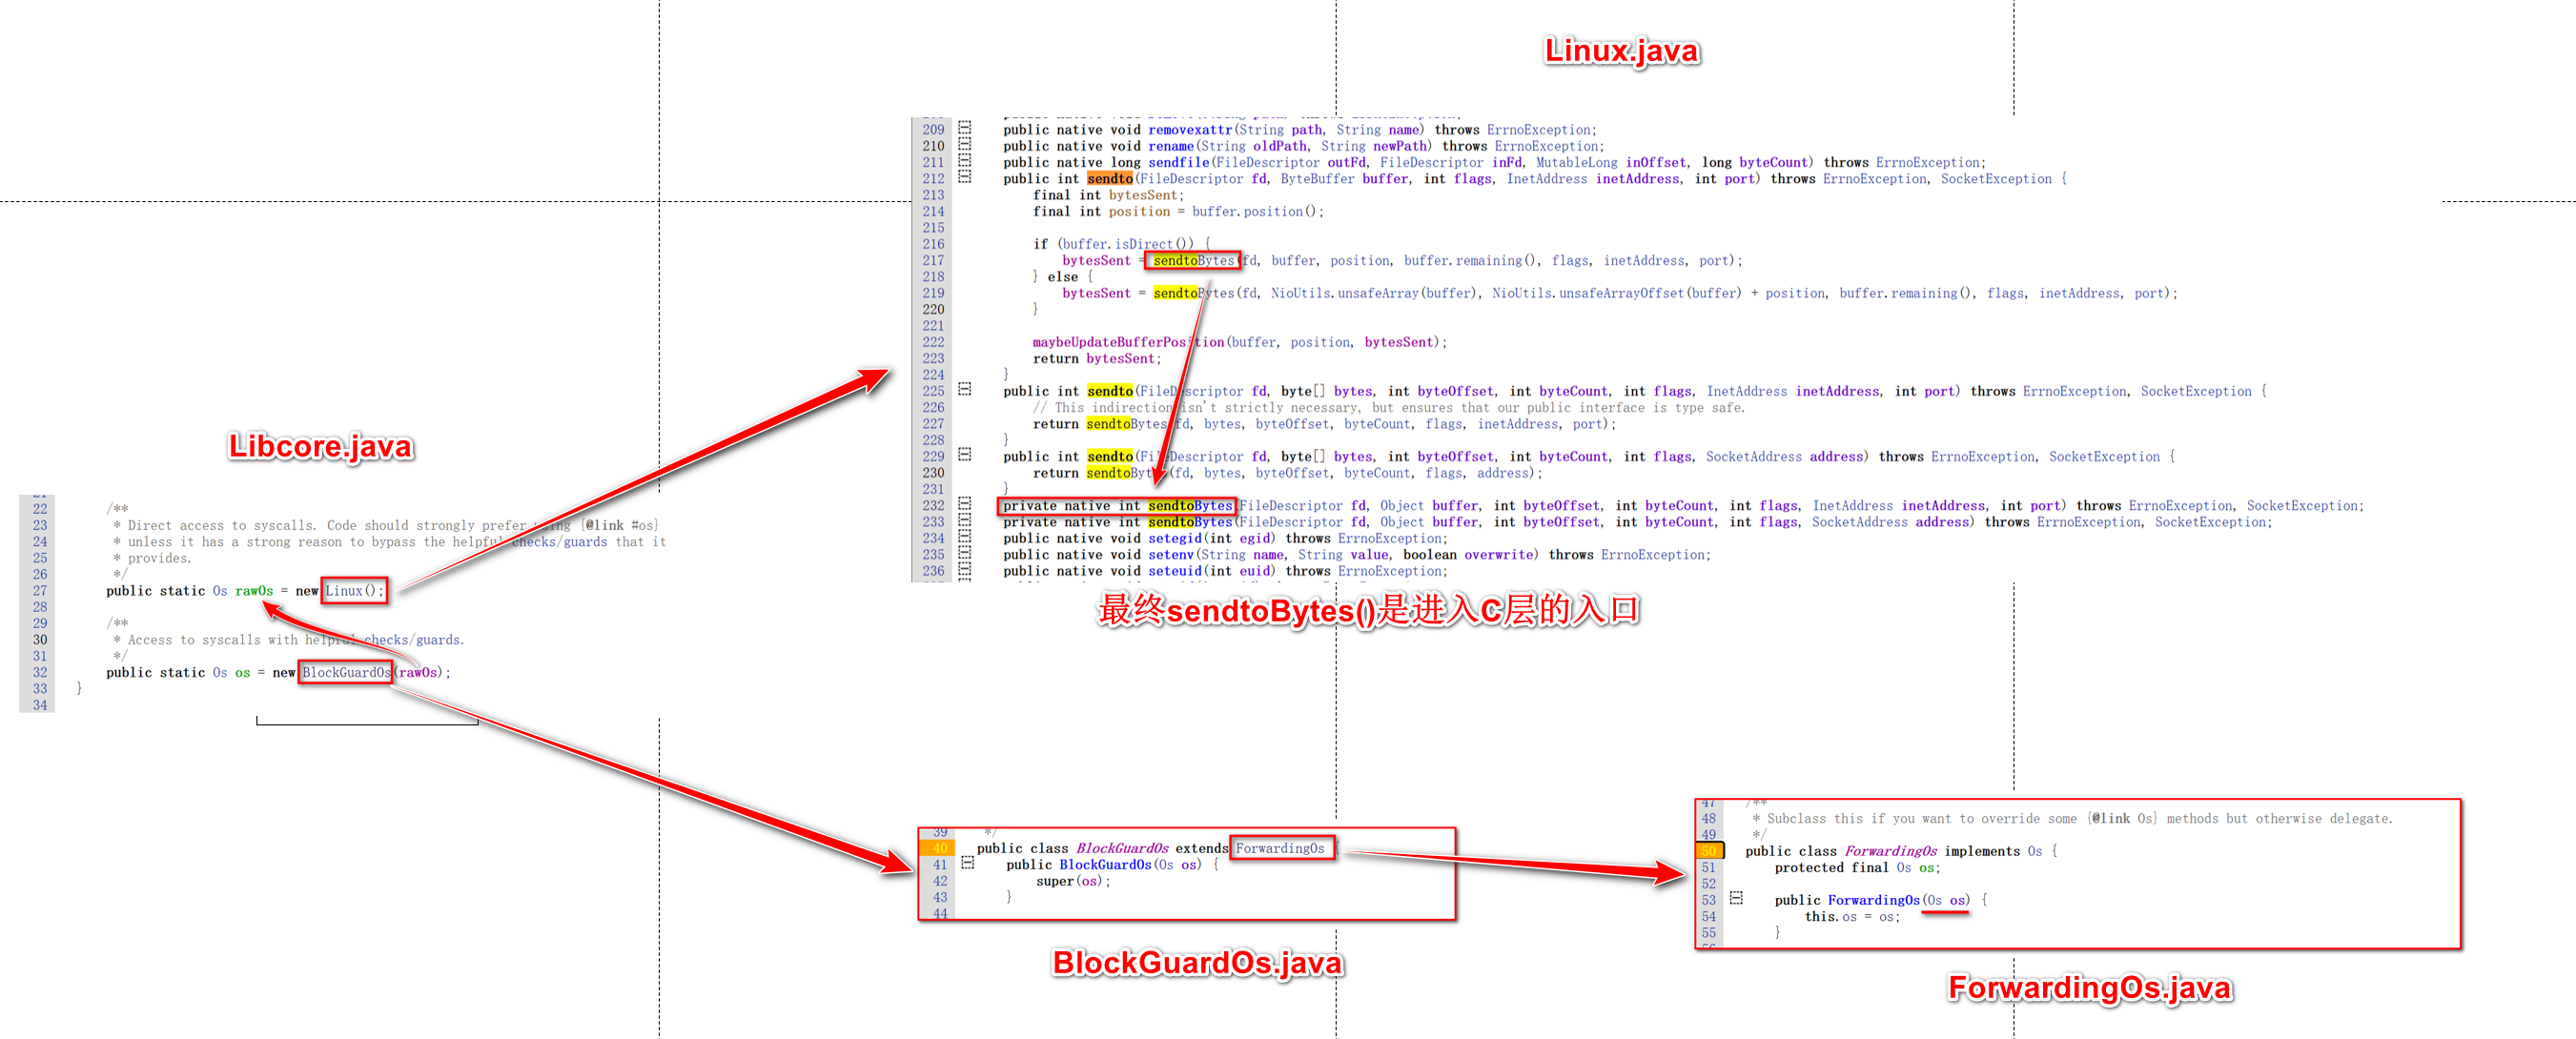 Linux.java
209 public native void removexattr(String path, String name) throws ErrnoException;
210 public native void rename(String oldPath, String newPath) throws ErrnoException;
211 public native long sendfile(FileDescriptor outFd, FileDescriptor inFd, MutableLong inOffset, long byteCount) throws ErrnoException;
212 public int sendto(FileDescriptor fd, ByteBuffer buffer, int flags, InetAddress inetAddress, int port) throws ErrnoException, SocketException {
213 final int bytesSent;
214 final int position = buffer.position();
215
216 if (buffer.isDirect()) {
217 bytesSent = sendtoBytes(fd, buffer, position, buffer.remaining(), flags, inetAddress, port);
218 } else {
219 bytesSent = sendtoBytes(fd, NioUtils.unsafeArray(buffer), NioUtils.unsafeArrayOffset(buffer) + position, buffer.remaining(), flags, inetAddress, port);
220 }
221
222 maybeUpdateBufferPosition(buffer, position, bytesSent);
223 return bytesSent;
224 }
225 public int sendto(FileDescriptor fd, byte[] bytes, int byteOffset, int byteCount, int flags, InetAddress inetAddress, int port) throws ErrnoException, SocketException {
226 // This indirection isn't strictly necessary, but ensures that our public interface is type safe.
227 return sendtoBytes(fd, bytes, byteOffset, byteCount, flags, inetAddress, port);
228 }
229 public int sendto(FileDescriptor fd, byte[] bytes, int byteOffset, int byteCount, int flags, SocketAddress address) throws ErrnoException, SocketException {
230 return sendtoBytes(fd, bytes, byteOffset, byteCount, flags, address);
231 }
232 private native int sendtoBytes(FileDescriptor fd, Object buffer, int byteOffset, int byteCount, int flags, InetAddress inetAddress, int port) throws ErrnoException, SocketException;
233 private native int sendtoBytes(FileDescriptor fd, Object buffer, int byteOffset, int byteCount, int flags, SocketAddress address) throws ErrnoException, SocketException;
234 public native void setegid(int egid) throws ErrnoException;
235 public native void setenv(String name, String value, boolean overwrite) throws ErrnoException;
236 public native void seteuid(int euid) throws ErrnoException;
最终sendtoBytes()是进入C层的入口
Libcore.java
22 /**
23 * Direct access to syscalls. Code should strongly prefer using {@link #os}
24 * unless it has a strong reason to bypass the helpful checks/guards that it
25 * provides.
26 */
27 public static Os rawOs = new Linux();
28
29 /**
30 * Access to syscalls with helpful checks/guards.
31 */
32 public static Os os = new BlockGuardOs(rawOs);
33 }
34
39 */
40 public class BlockGuardOs extends ForwardingOs {
41 public BlockGuardOs(Os os) {
42 super(os);
43 }
44
BlockGuardOs.java
47 /**
48 * Subclass this if you want to override some {@link Os} methods but otherwise delegate.
49 */
50 public class ForwardingOs implements Os {
51 protected final Os os;
52
53 public ForwardingOs(Os os) {
54 this.os = os;
55 }
ForwardingOs.java